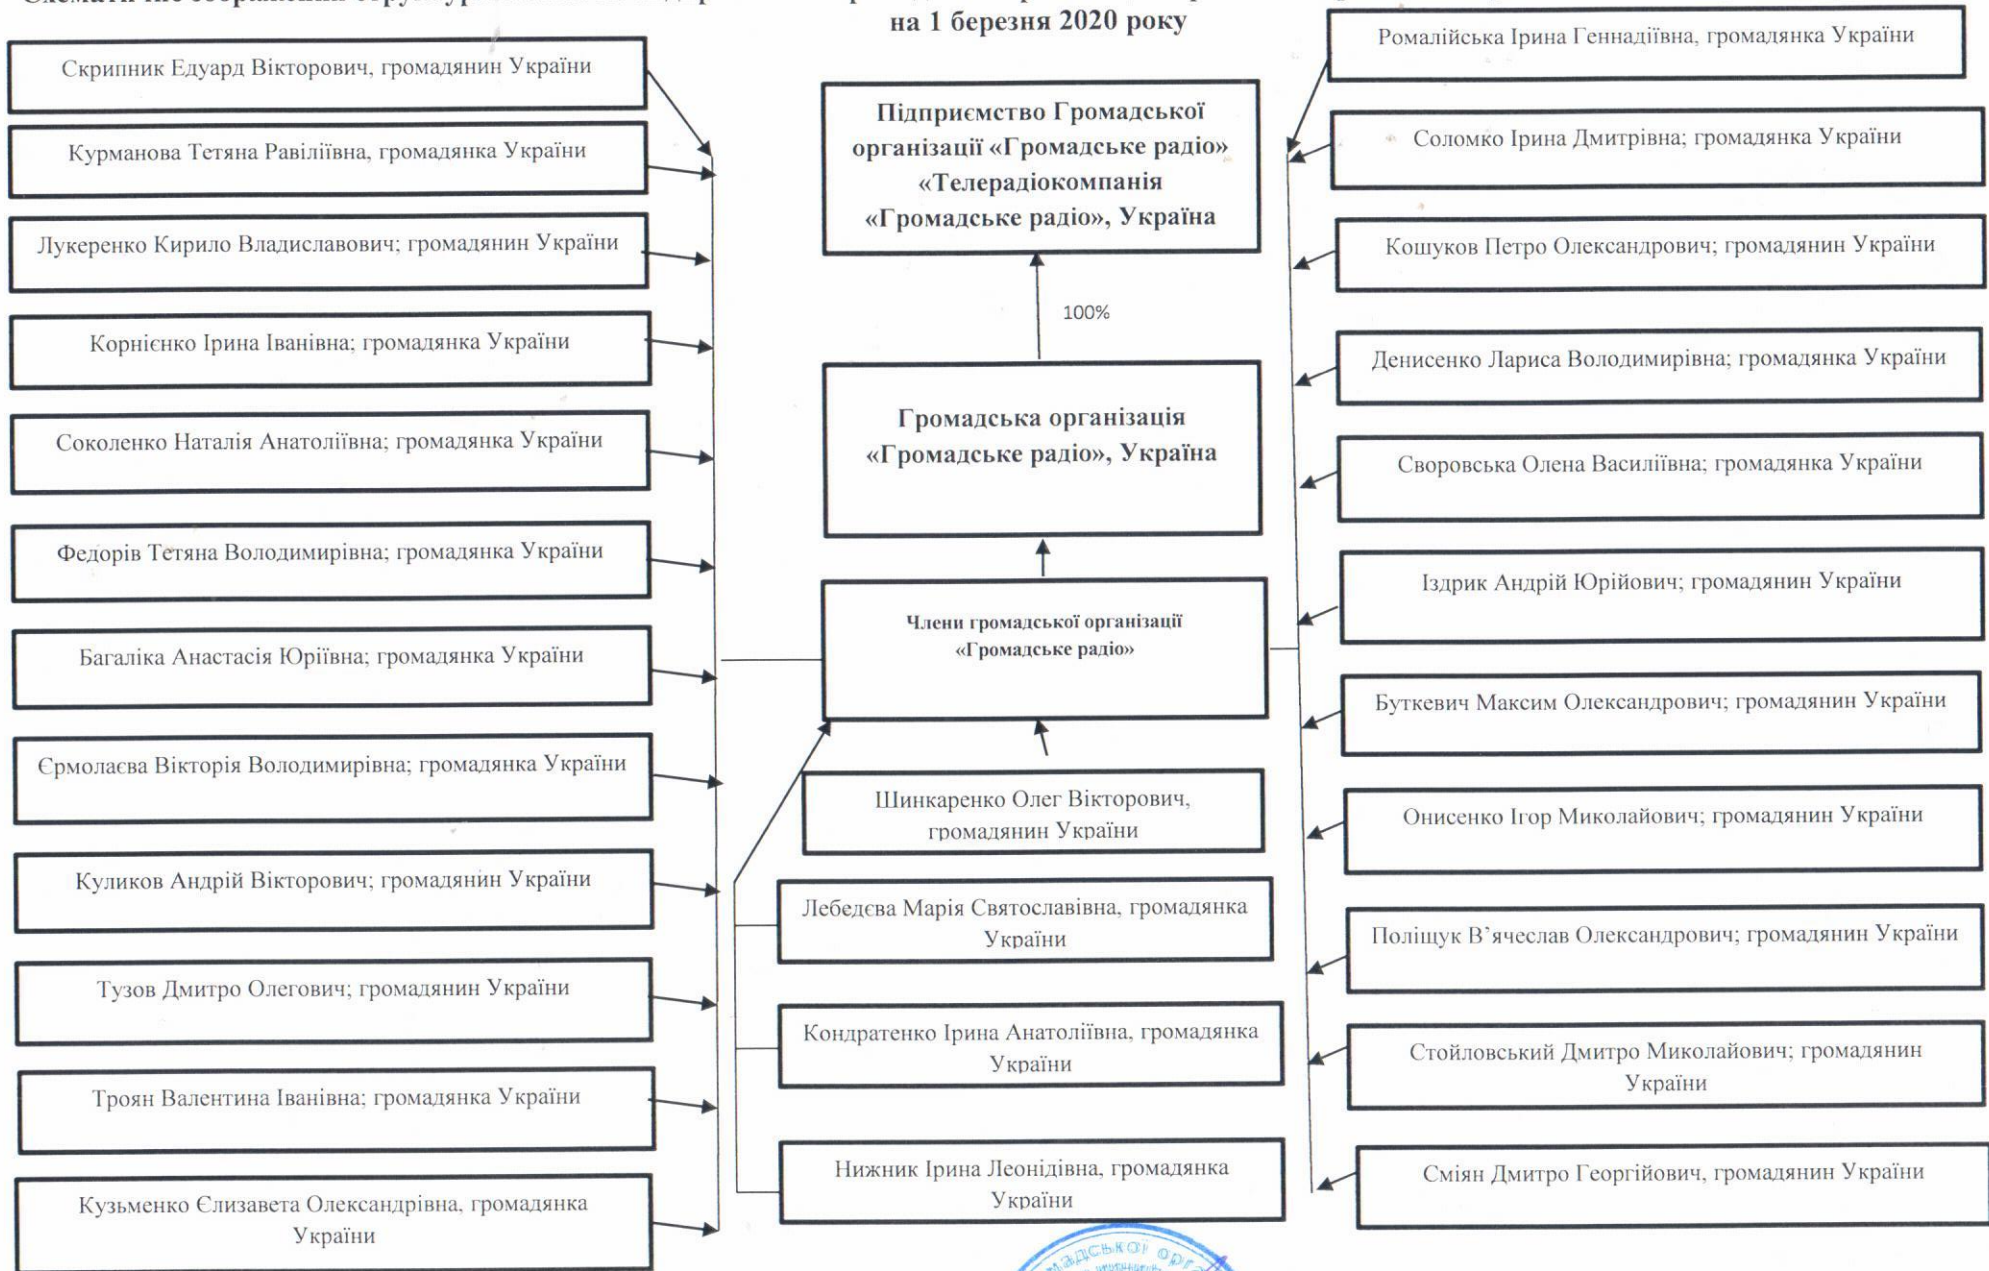 на 1 березня 2020 року
Скрипник Едуард Вікторович, громадянин України
Курманова Тетяна Равіліївна, громадянка України
Лукеренко Кирило Владиславович; громадянин України
Корнієнко Ірина Іванівна; громадянка України
Соколенко Наталія Анатоліївна; громадянка України
Федорів Тетяна Володимирівна; громадянка України
Багаліка Анастасія Юріївна; громадянка України
Єрмолаєва Вікторія Володимирівна; громадянка України
Куликов Андрій Вікторович; громадянин України
Тузов Дмитро Олегович; громадянин України
Троян Валентина Іванівна; громадянка України
Кузьменко Єлизавета Олександрівна, громадянка
України
Підприємство Громадської
організації «Громадське радіо»
«Телерадіокомпанія
«Громадське радіо», Україна
100%
Громадська організація
«Громадське радіо», Україна
Члени громадської організації
«Громадське радіо»
Шинкаренко Олег Вікторович,
громадянин України
Лебедєва Марія Святославівна, громадянка
України
Кондратенко Ірина Анатоліївна, громадянка
України
Нижник Ірина Леонідівна, громадянка
України
Ромалійська Ірина Геннадіївна, громадянка України
Соломко Ірина Дмитрівна; громадянка України
Кошуков Петро Олександрович; громадянин України
Денисенко Лариса Володимирівна; громадянка України
Своровська Олена Василіївна; громадянка України
Іздрик Андрій Юрійович; громадянин України
Буткевич Максим Олександрович; громадянин України
Онисенко Ігор Миколайович; громадянин України
Поліщук В’ячеслав Олександрович; громадянин України
Стойловський Дмитро Миколайович; громадянин
України
Сміян Дмитро Георгійович, громадянин України